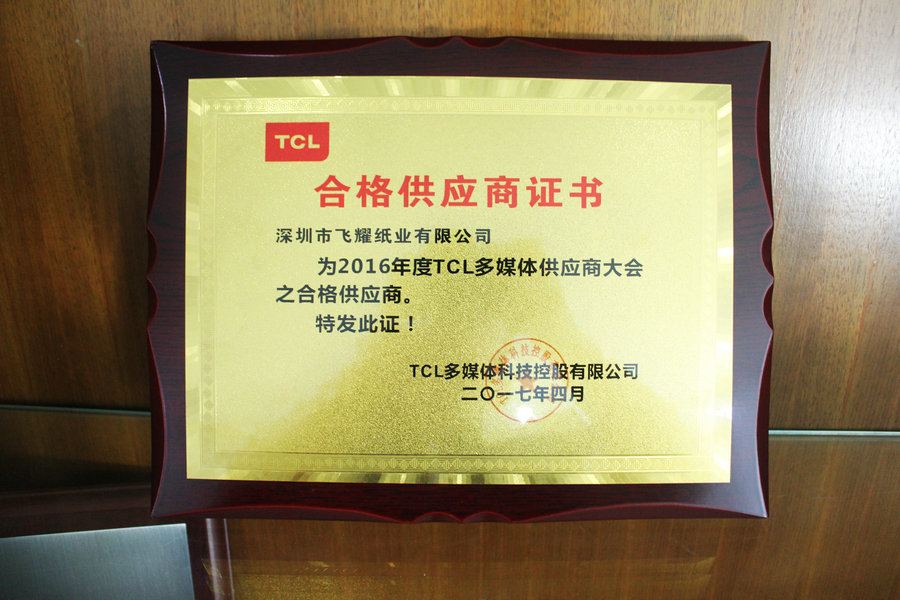 TCL
合格供应商证书
深圳市飞耀纸业有限公司
为2016年度TCL多媒体供应商大会
之合格供应商。
特发此证！
TCL多媒体科技控股有限公司
二〇一七年四月